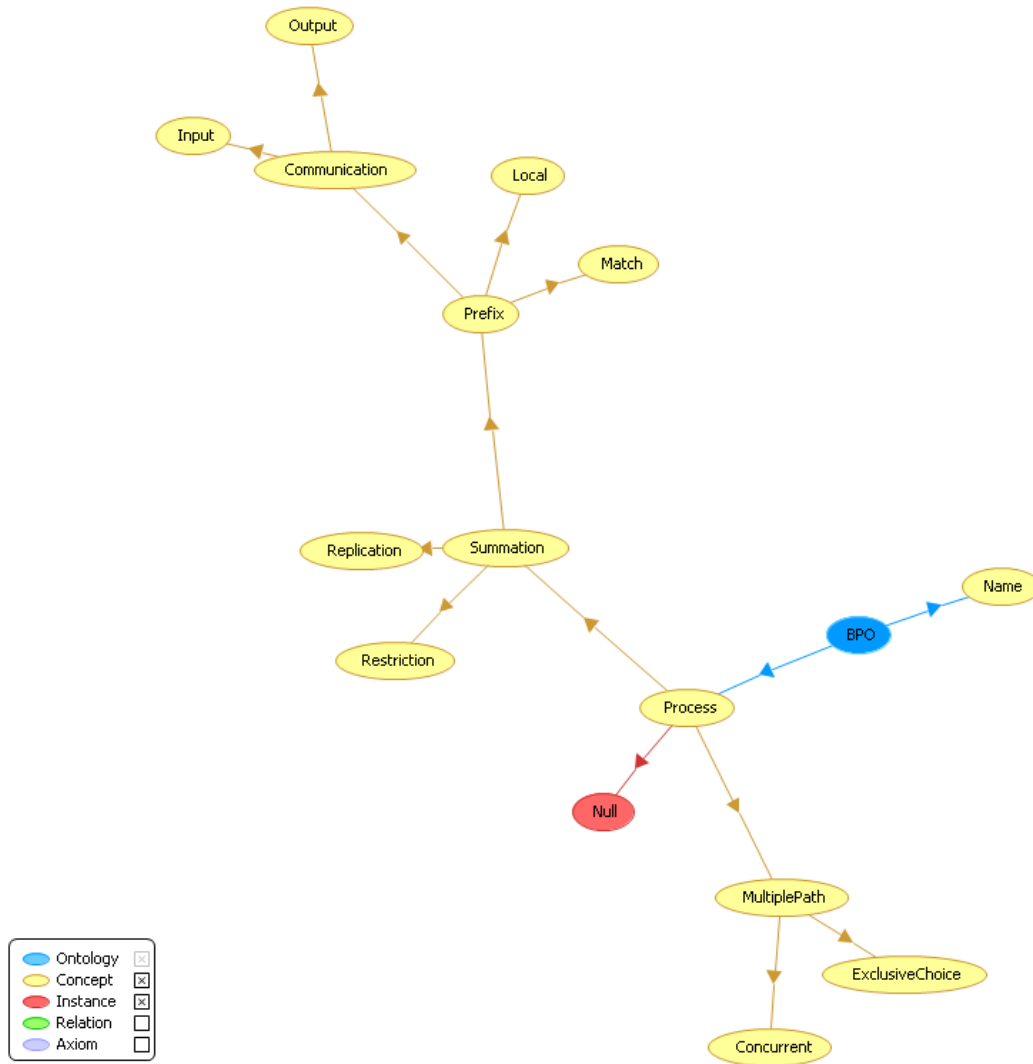 Output
Input
Communication
Local
Match
Prefix
Replication
Summation
Name
BPO
Restriction
Process
Null
MultiplePath
ExclusiveChoice
Concurrent
Ontology
Concept
Instance
Relation
Axiom